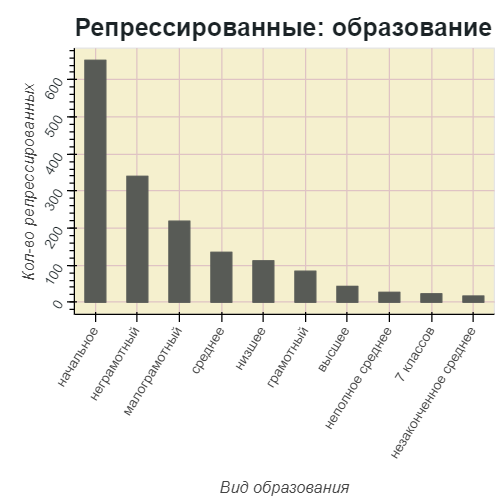 Репрессированные: образование
Кол-во репрессированных
600
500
400
300
200
100
0
начальное
неграмотный
малограмотный
среднее
низшее
грамотный
высшее
неполное среднее
7 классов
незаконченное среднее
Вид образования